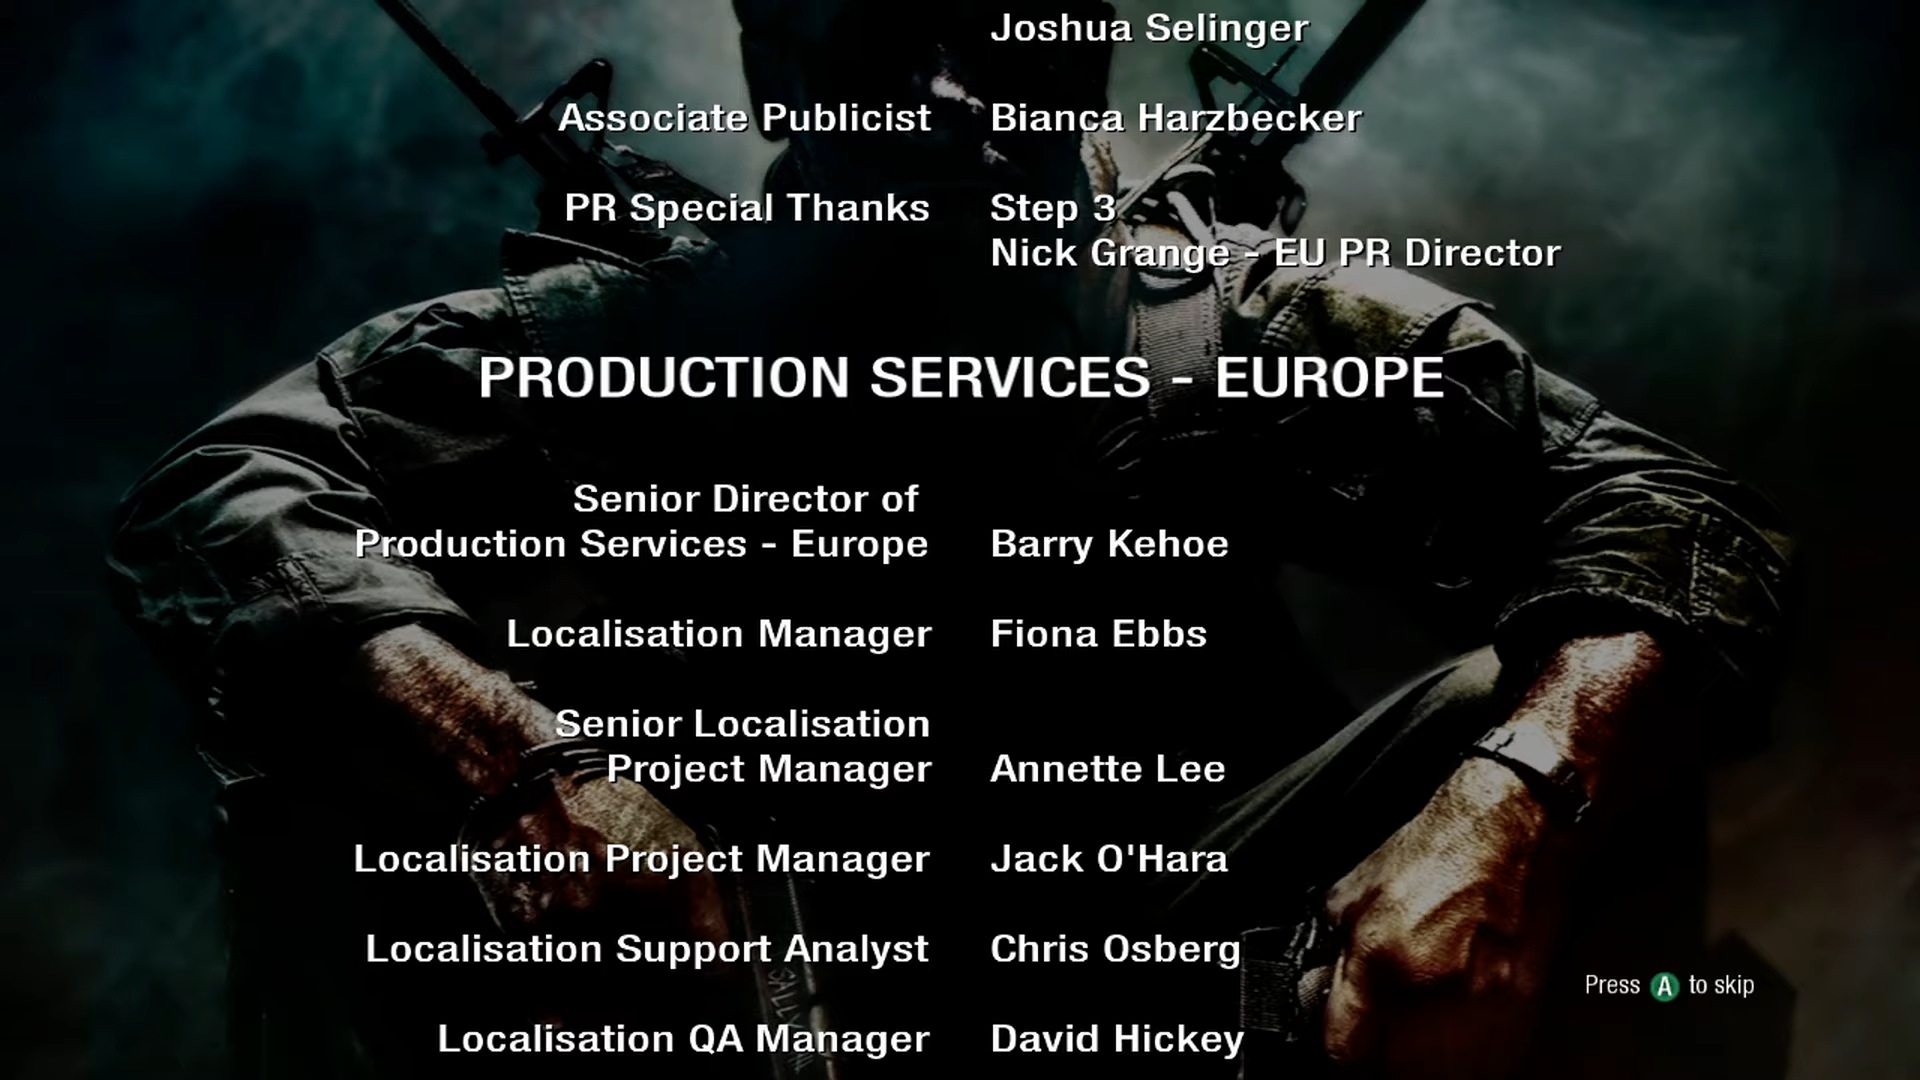 Joshua Selinger
Associate Publicist Bianca Harzbecker
PR Special Thanks Step 3
Nick Grange - EU PR Director
PRODUCTION SERVICES - EUROPE
Senior Director of
Production Services - Europe Barry Kehoe
Localisation Manager Fiona Ebbs
Senior Localisation
Project Manager Annette Lee
Localisation Project Manager Jack O'Hara
Localisation Support Analyst Chris Osberg
Press A to skip
Localisation QA Manager David Hickey